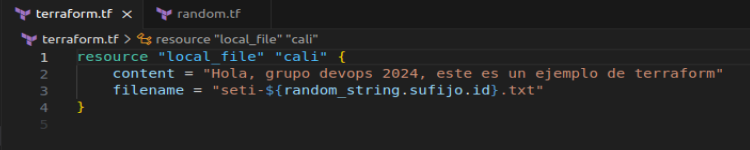 terraform.tf × random.tf
terraform.tf > resource "local_file" "cali"
1 resource "local_file" "cali" {
2 content = "Hola, grupo devops 2024, este es un ejemplo de terraform"
3 filename = "seti-${random_string.sufijo.id}.txt"
4 }
5